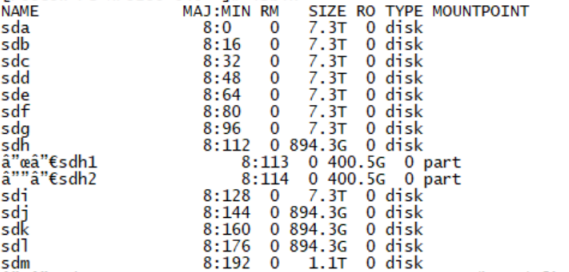 NAME MAJ:MIN RM SIZE RO TYPE MOUNTPOINT
sda 8:0 0 7.3T 0 disk
sdb 8:16 0 7.3T 0 disk
sdc 8:32 0 7.3T 0 disk
sdd 8:48 0 7.3T 0 disk
sde 8:64 0 7.3T 0 disk
sdf 8:80 0 7.3T 0 disk
sdg 8:96 0 7.3T 0 disk
sdh 8:112 0 894.3G 0 disk
â”œâ”€sdh1 8:113 0 400.5G 0 part
â””â”€sdh2 8:114 0 400.5G 0 part
sdi 8:128 0 7.3T 0 disk
sdj 8:144 0 894.3G 0 disk
sdk 8:160 0 894.3G 0 disk
sdl 8:176 0 894.3G 0 disk
sdm 8:192 0 1.1T 0 disk